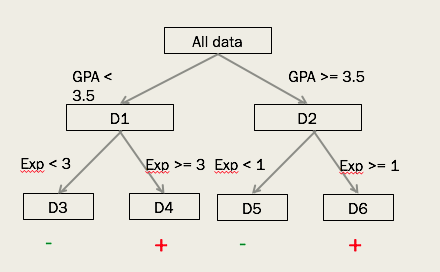 All data
GPA <
3.5
GPA >= 3.5
D1
D2
Exp < 3
Exp >= 3
Exp < 1
Exp >= 1
D3
D4
D5
D6
-
+
-
+